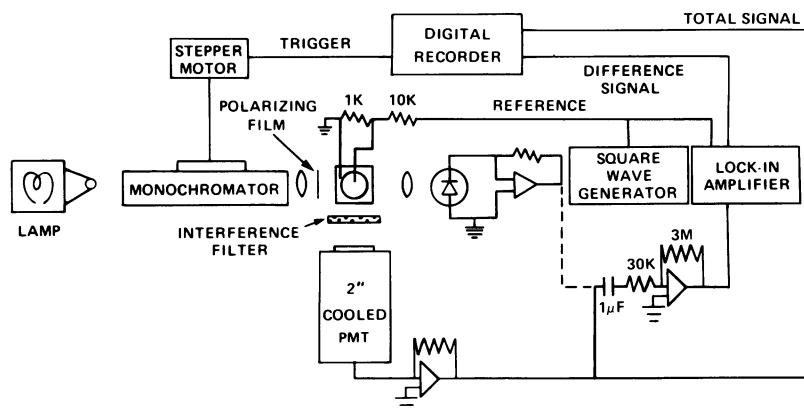 TOTAL SIGNAL
STEPPER
MOTOR
TRIGGER
DIGITAL
RECORDER
DIFFERENCE
SIGNAL
POLARIZING
FILM
1K
10K
REFERENCE
LAMP
MONOCHROMATOR
SQUARE
WAVE
GENERATOR
LOCK-IN
AMPLIFIER
INTERFERENCE
FILTER
2"
COOLED
PMT
1μF
30K
3M